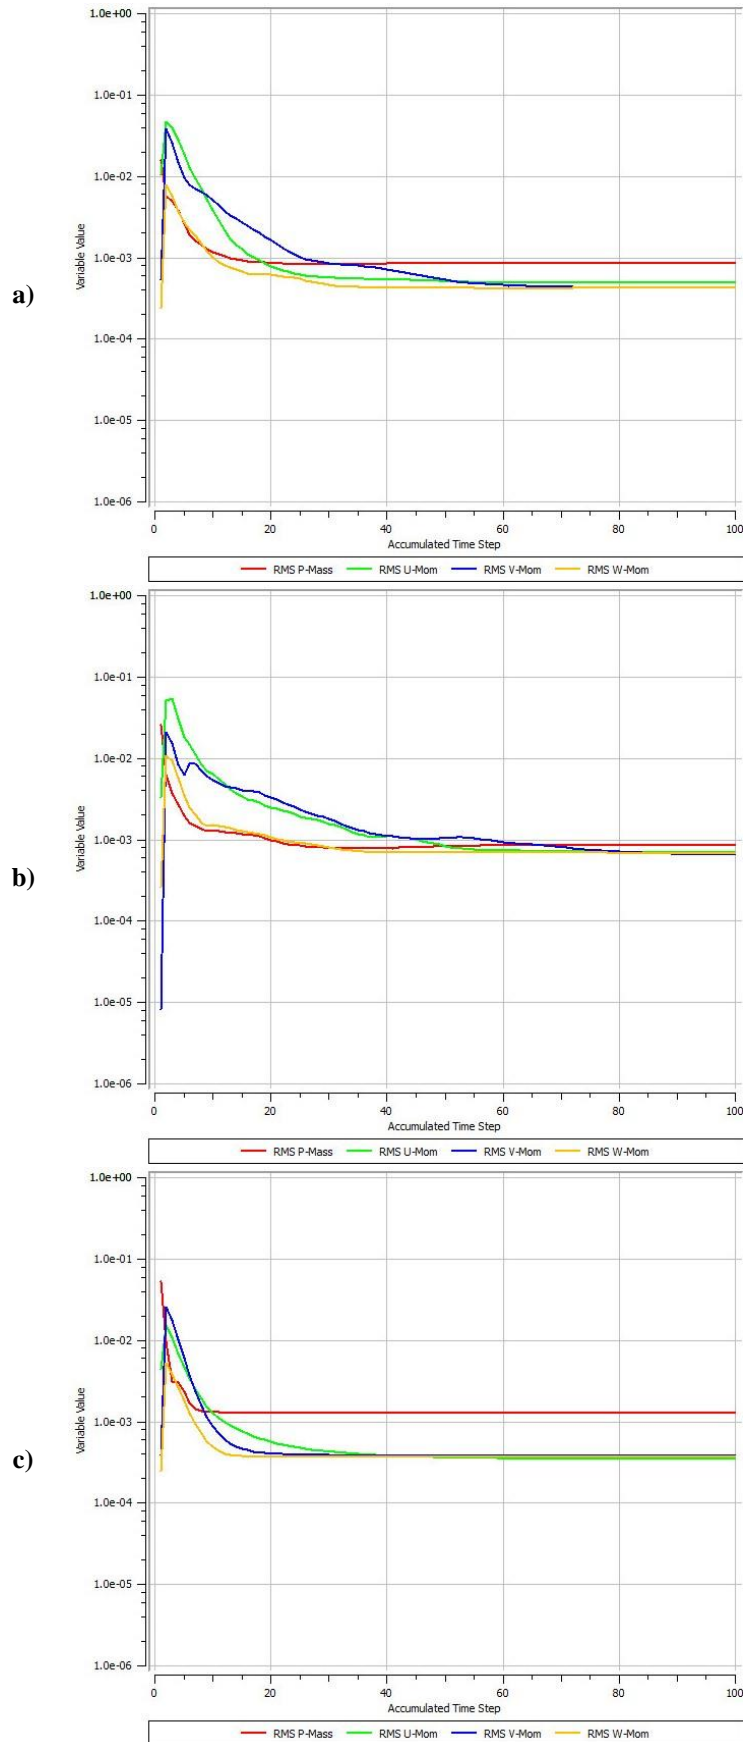 1.0e+00
1.0e-01
1.0e-02
1.0e-03
1.0e-04
1.0e-05
1.0e-06
Variable Value
a)
0 20 40 60 80 100
Accumulated Time Step
RMS P-Mass RMS U-Mom RMS V-Mom RMS W-Mom
1.0e+00
1.0e-01
1.0e-02
1.0e-03
1.0e-04
1.0e-05
1.0e-06
Variable Value
b)
0 20 40 60 80 100
Accumulated Time Step
RMS P-Mass RMS U-Mom RMS V-Mom RMS W-Mom
1.0e+00
1.0e-01
1.0e-02
1.0e-03
1.0e-04
1.0e-05
1.0e-06
Variable Value
c)
0 20 40 60 80 100
Accumulated Time Step
RMS P-Mass RMS U-Mom RMS V-Mom RMS W-Mom